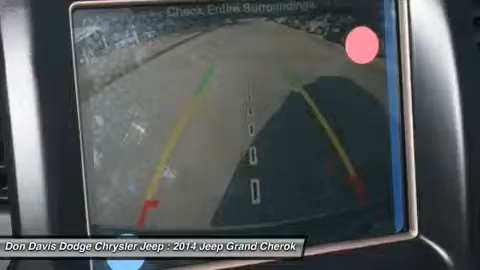 Check Entire Surroundings
Don Davis Dodge Chrysler Jeep : 2014 Jeep Grand Cherok